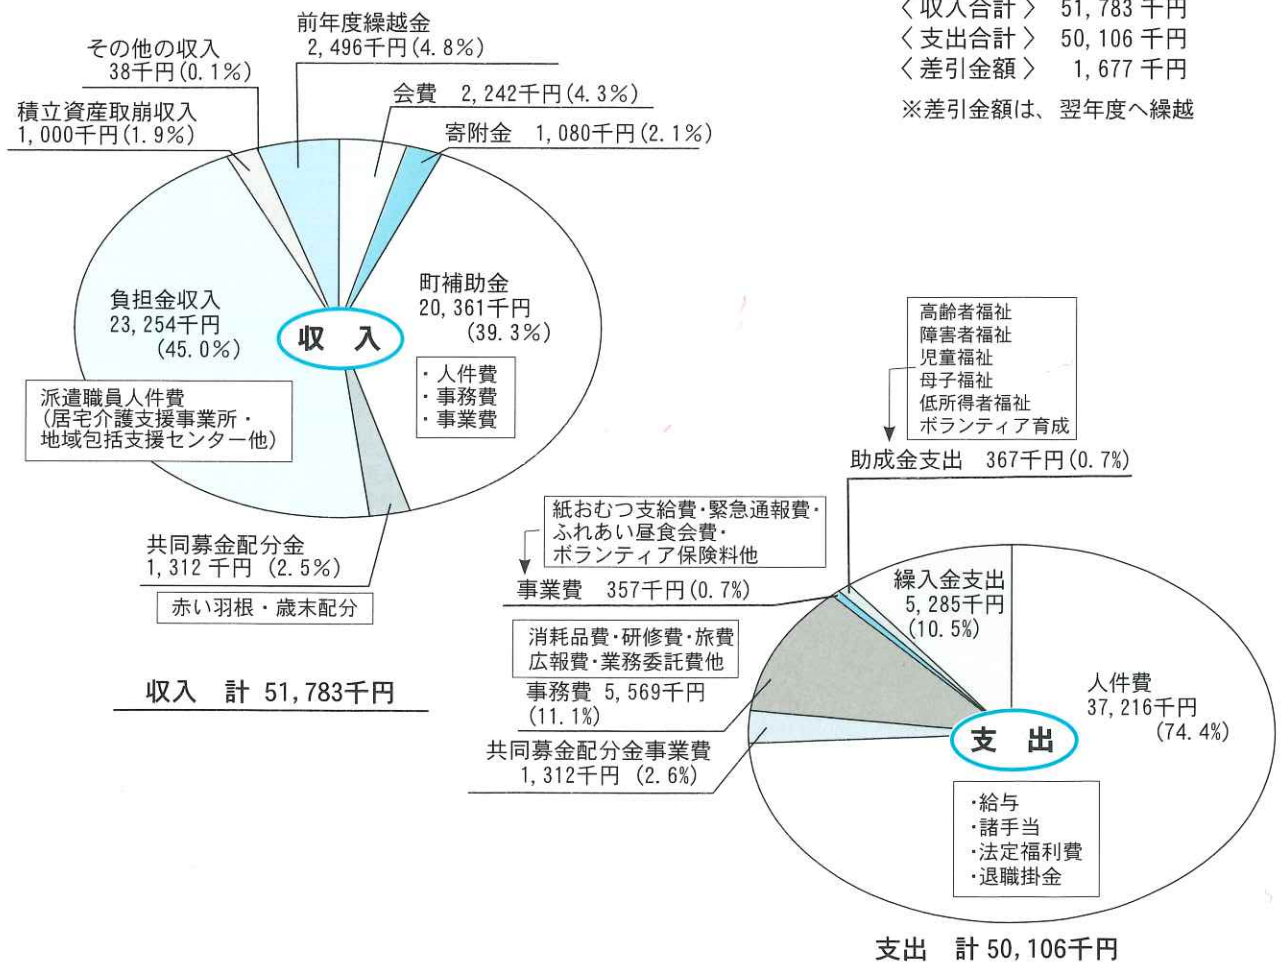 〈 収入合計 〉 51,783 千円
〈 支出合計 〉 50,106 千円
〈 差引金額 〉 1,677 千円
※差引金額は、翌年度へ繰越
前年度繰越金
2,496千円(4.8%)
その他の収入
38千円(0.1%)
積立資産取崩収入
1,000千円(1.9%)
会費 2,242千円(4.3%)
寄附金 1,080千円(2.1%)
町補助金
20,361千円
(39.3%)
・人件費
・事務費
・事業費
負担金収入
23,254千円
(45.0%)
派遣職員人件費
(居宅介護支援事業所・
地域包括支援センター他)
収 入
共同募金配分金
1,312 千円 (2.5%)
赤い羽根・歳末配分
収入 計 51,783千円
高齢者福祉
障害者福祉
児童福祉
母子福祉
低所得者福祉
ボランティア育成
助成金支出 367千円(0.7%)
紙おむつ支給費・緊急通報費・
ふれあい昼食会費・
ボランティア保険料他
事業費 357千円(0.7%)
繰入金支出
5,285千円
(10.5%)
消耗品費・研修費・旅費
広報費・業務委託費他
事務費 5,569千円
(11.1%)
共同募金配分金事業費
1,312千円 (2.6%)
人件費
37,216千円
(74.4%)
支 出
・給与
・諸手当
・法定福利費
・退職掛金
支出 計 50,106千円